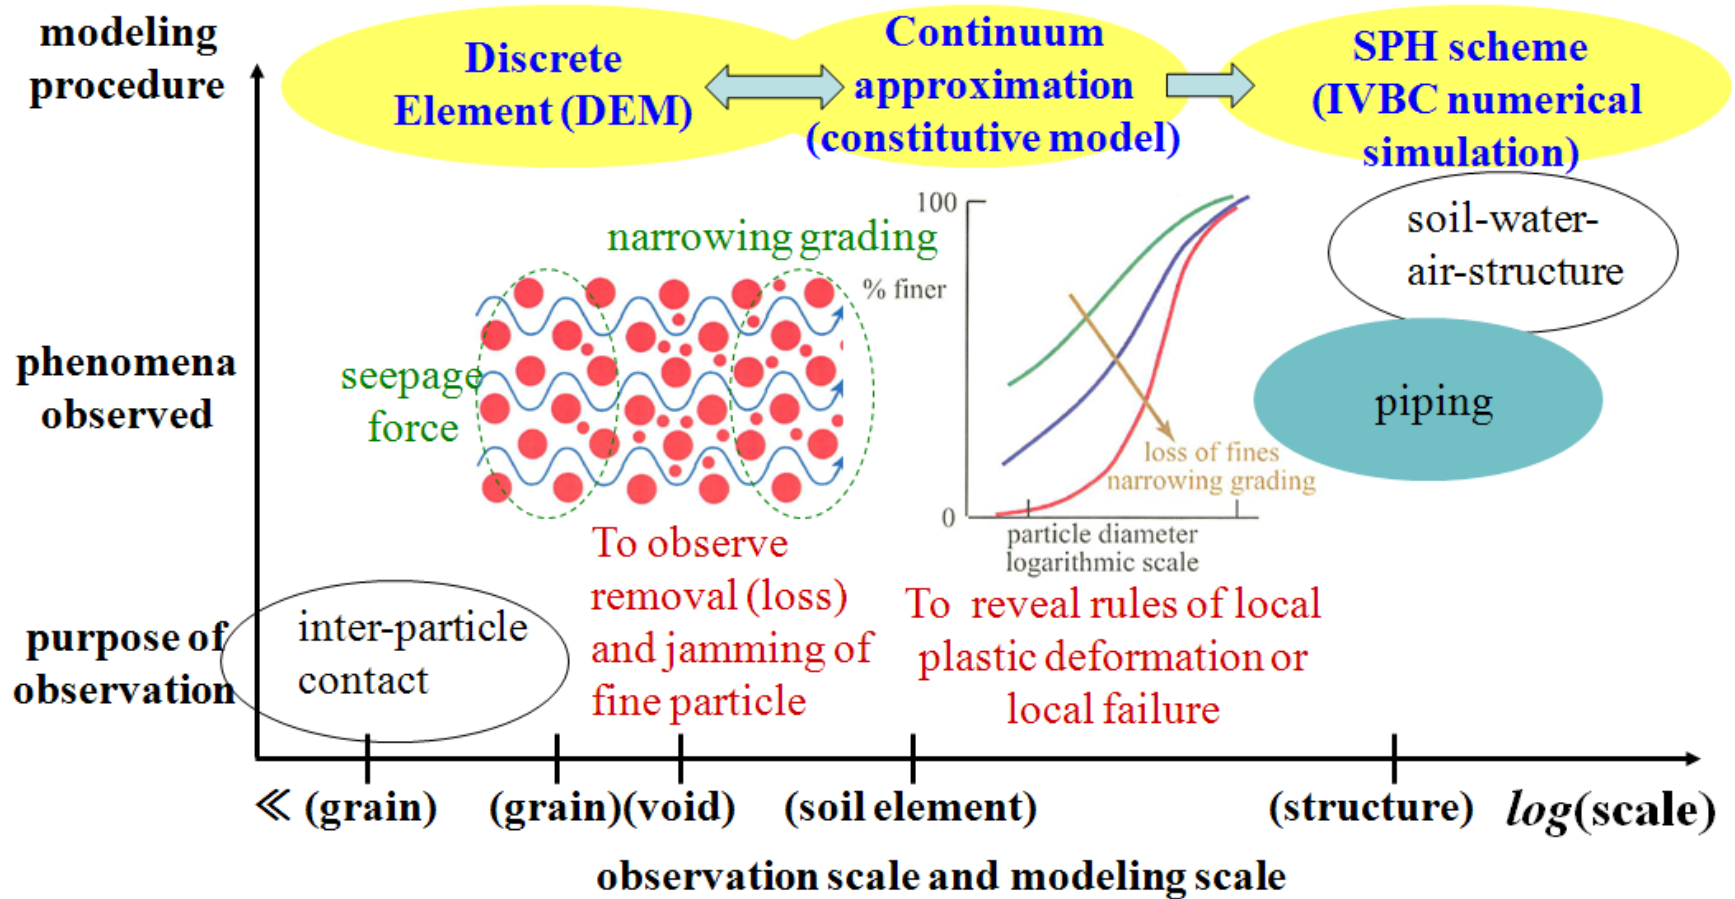 modeling
procedure
Discrete
Element (DEM)
Continuum
approximation
(constitutive model)
SPH scheme
(IVBC numerical
simulation)
soil-water-
air-structure
piping
phenomena
observed
narrowing grading
seepage
force
100
% finer
0
loss of fines
narrowing grading
particle diameter
logarithmic scale
purpose of
observation
inter-particle
contact
To observe
removal (loss)
and jamming of
fine particle
To reveal rules of local
plastic deformation or
local failure
≪ (grain)
(grain)
(void)
(soil element)
(structure)
log(scale)
observation scale and modeling scale